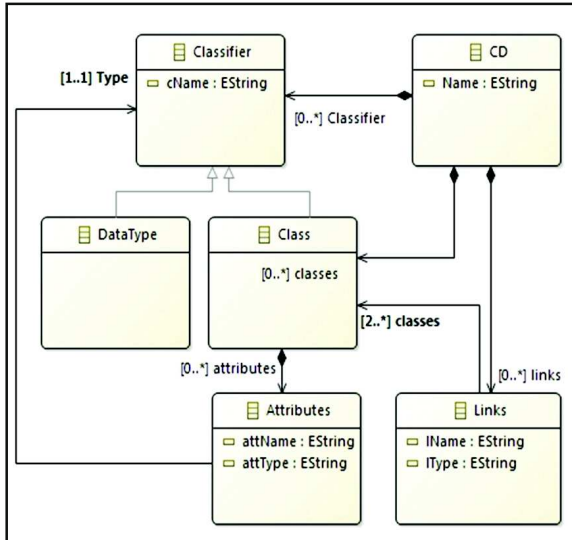 Classifier
CD
[1..1] Type
cName : EString
Name : EString
[0..*] Classifier
DataType
Class
[0..*] classes
[2..*] classes
[0..*] attributes
[0..*] links
Attributes
Links
attName : EString
lName : EString
attType : EString
lType : EString